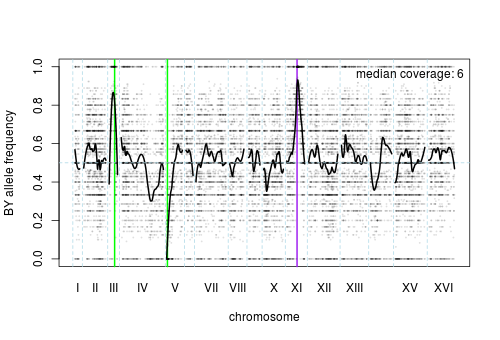 median coverage: 6
BY allele frequency
1.0
0.8
0.6
0.4
0.2
0.0
I II III IV V VII VIII X XI XII XIII XV XVI
chromosome